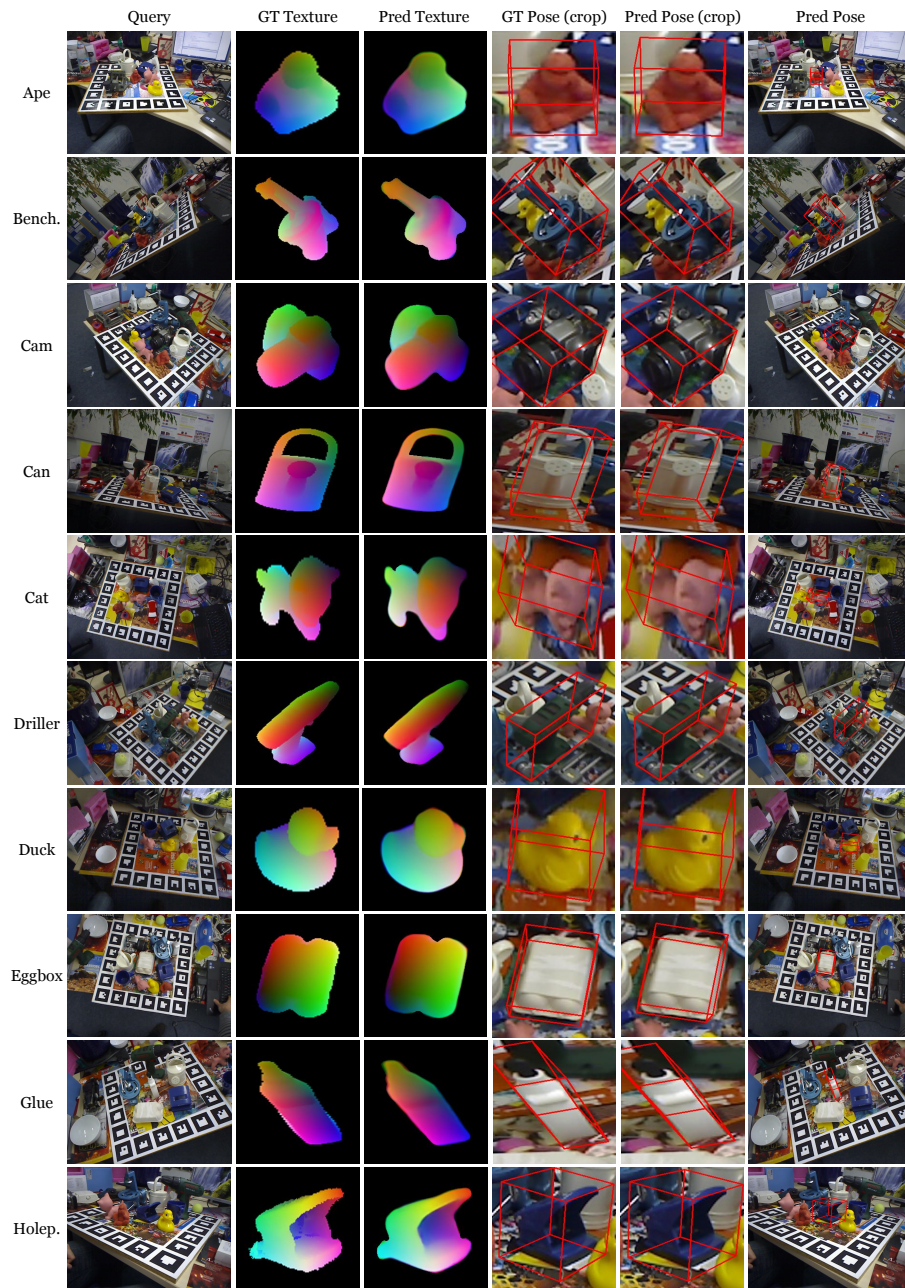 Query GT Texture Pred Texture GT Pose (crop) Pred Pose (crop) Pred Pose
Ape
Bench.
Cam
Can
Cat
Driller
Duck
Eggbox
Glue
Holep.